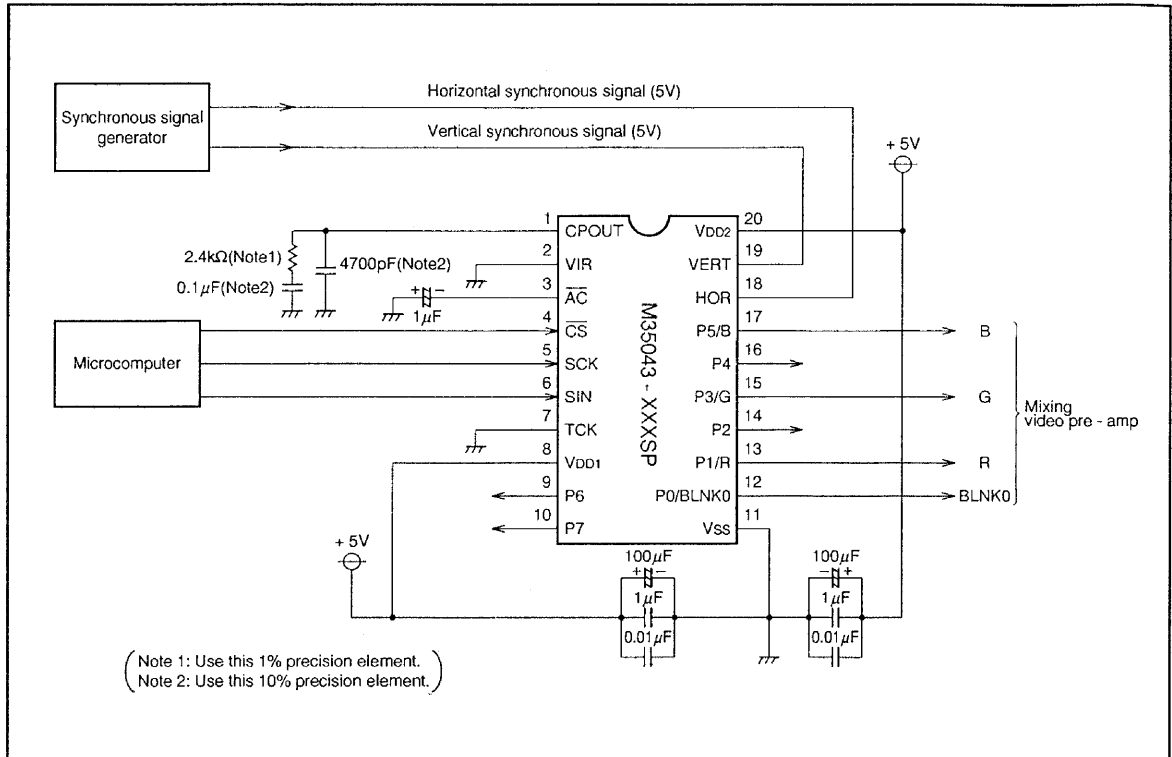 Synchronous signal
generator
Horizontal synchronous signal (5V)
Vertical synchronous signal (5V)
+ 5V
2.4kΩ(Note1)
0.1μF(Note2)
4700pF(Note2)
+ -
1μF
Microcomputer
1 CPOUT
2 VIR
3 A̅C̅
4 C̅S̅
5 SCK
6 SIN
7 TCK
8 VDD1
9 P6
10 P7
M35043 - XXXSP
VDD2 20
VERT 19
HOR 18
P5/B 17
P4 16
P3/G 15
P2 14
P1/R 13
P0/BLNK0 12
VSS 11
B
G
R
BLNK0
Mixing
video pre - amp
+ 5V
100μF
+ -
1μF
0.01μF
100μF
- +
1μF
0.01μF
Note 1: Use this 1% precision element.
Note 2: Use this 10% precision element.